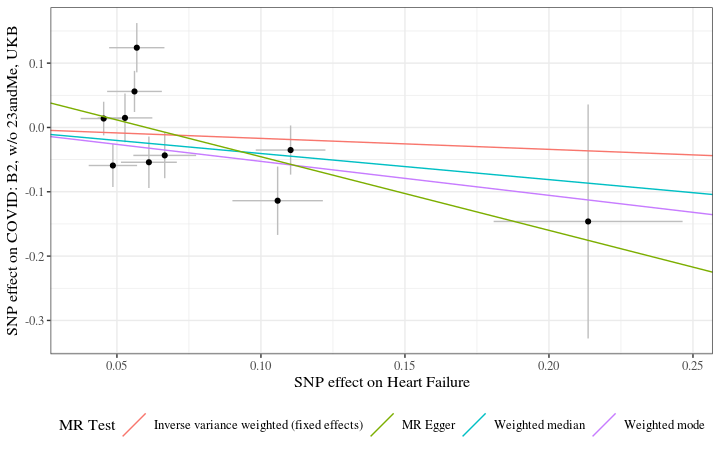 SNP effect on COVID: B2, w/o 23andMe, UKB
0.1
0.0
-0.1
-0.2
-0.3
0.05 0.10 0.15 0.20 0.25
SNP effect on Heart Failure
MR Test Inverse variance weighted (fixed effects) MR Egger Weighted median Weighted mode